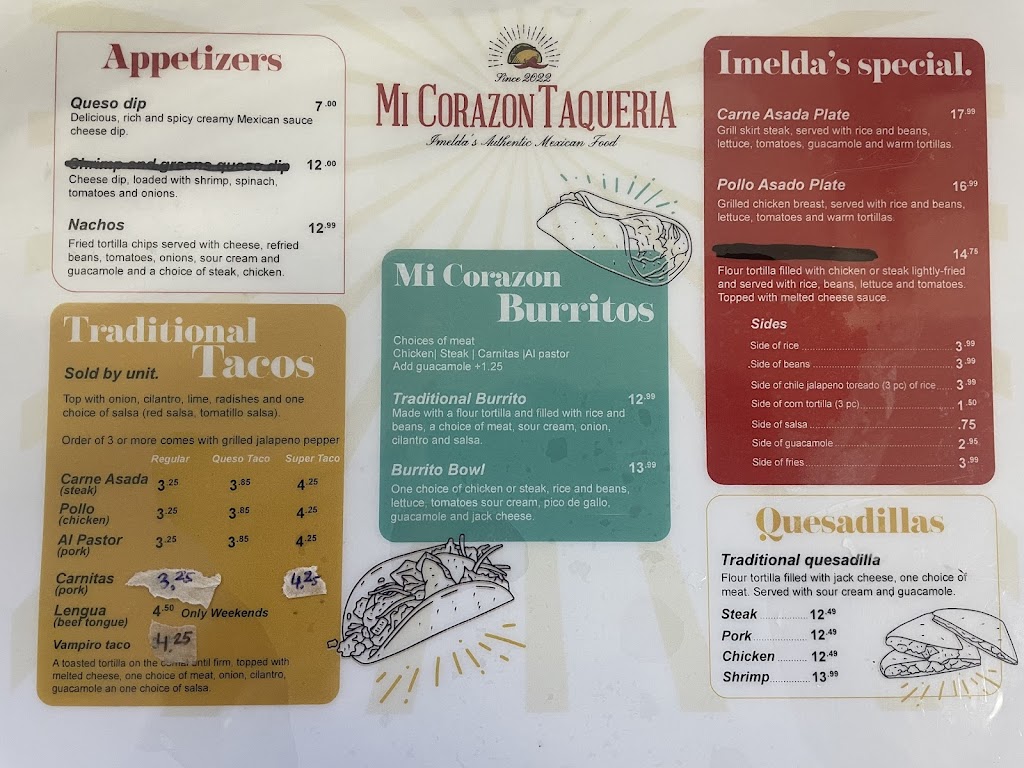 Appetizers
Queso dip 7.00
Delicious, rich and spicy creamy Mexican sauce
cheese dip.
Shrimp and greens queso dip 12.00
Cheese dip, loaded with shrimp, spinach,
tomatoes and onions.
Nachos 12.99
Fried tortilla chips served with cheese, refried
beans, tomatoes, onions, sour cream and
guacamole and a choice of steak, chicken.
Traditional
Tacos
Sold by unit.
Top with onion, cilantro, lime, radishes and one
choice of salsa (red salsa, tomatillo salsa).
Order of 3 or more comes with grilled jalapeno pepper
Regular Queso Taco Super Taco
Carne Asada 3.25 3.85 4.25
(steak)
Pollo 3.25 3.85 4.25
(chicken)
Al Pastor 3.25 3.85 4.25
(pork)
Carnitas 3,25 4,25
(pork)
Lengua 4.50 Only Weekends
(beef tongue)
Vampiro taco 4,25
A toasted tortilla on the comal until firm, topped with
melted cheese, one choice of meat, onion, cilantro,
guacamole an one choice of salsa.
Since 2022
MI CORAZON TAQUERIA
Imelda's Authentic Mexican Food
Mi Corazon
Burritos
Choices of meat
Chicken| Steak | Carnitas |Al pastor
Add guacamole +1.25
Traditional Burrito 12.99
Made with a flour tortilla and filled with rice and
beans, a choice of meat, sour cream, onion,
cilantro and salsa.
Burrito Bowl 13.99
One choice of chicken or steak, rice and beans,
lettuce, tomatoes sour cream, pico de gallo,
guacamole and jack cheese.
Imelda's special.
Carne Asada Plate 17.99
Grill skirt steak, served with rice and beans,
lettuce, tomatoes, guacamole and warm tortillas.
Pollo Asado Plate 16.99
Grilled chicken breast, served with rice and beans,
lettuce, tomatoes and warm tortillas.
14.75
Flour tortilla filled with chicken or steak lightly-fried
and served with rice, beans, lettuce and tomatoes.
Topped with melted cheese sauce.
Sides
Side of rice 3.99
.Side of beans 3.99
Side of chile jalapeno toreado (3 pc) of rice 3.99
Side of corn tortilla (3 pc) 1.50
Side of salsa .75
Side of guacamole 2.95
Side of fries 3.99
Quesadillas
Traditional quesadilla
Flour tortilla filled with jack cheese, one choice of
meat. Served with sour cream and guacamole.
Steak 12.49
Pork 12.49
Chicken 12.49
Shrimp 13.99